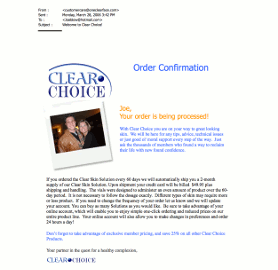 From : <customercare@oneclearface.com>
Sent : Monday, March 28, 2005 3:42 PM
To :
Subject : Welcome to Clear Choice!
Order Confirmation
CLEAR
CHOICE
Joe,
Your order is being processed!
With Clear Choice you are on your way to great looking
skin. We will be here for any tips, advice, order information
or just good ol' moral support every step of the way. Just
ask the thousands of members who found a way to reclaim
their life with new found confidence.
If you ordered the Clear Skin Solution every 60 days we will automatically ship you a 2-month
supply of our Clear Skin Solution. Upon shipment your credit card will be billed $49.95 plus
shipping and handling. The vials were designed to administer an even amount of product over the 60-
day period. It is not necessary to follow the dosages exactly. Different types of skin may require more
or less product. If you need to change the frequency of your order let us know and we will update
your account. You can buy as many Solutions as you would like. Be sure to take advantage of your
online account, which will enable you to enjoy simple one-click ordering and reduced prices on our
entire product line. Your online account will also allow you to make changes in preferences and order
24 hours a day!
Don't forget to take advantage of exclusive member pricing, and save 25% on all other Clear Choice
Products.
Your partner in the quest for a healthy complexion,
CLEAR CHOICE